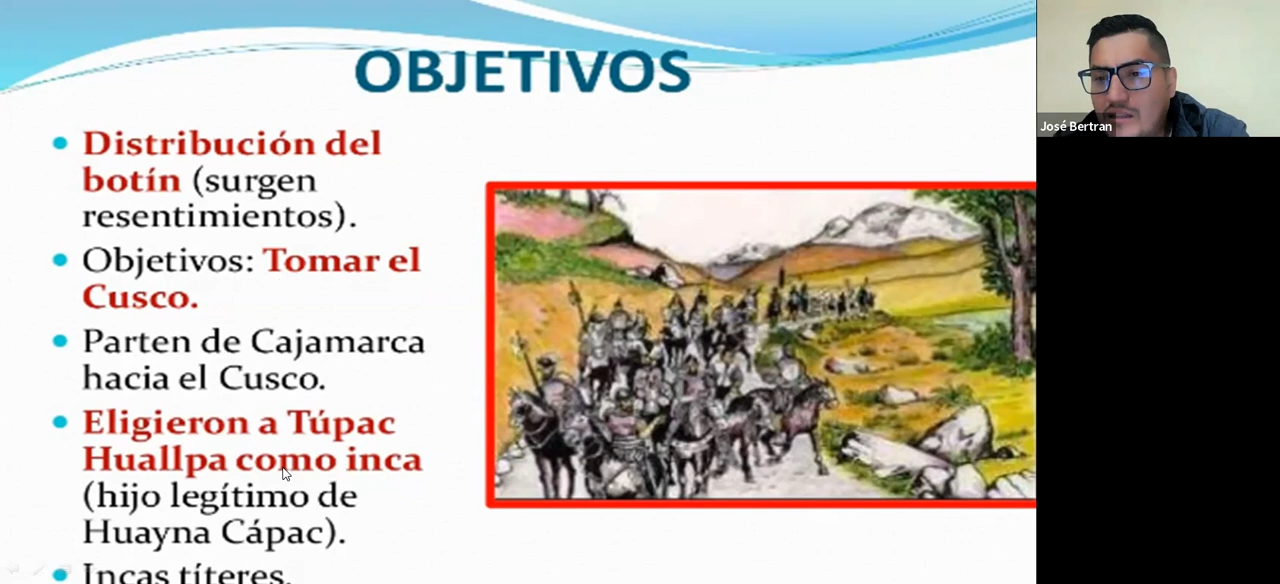 OBJETIVOS
Distribución del
botín (surgen
resentimientos).
Objetivos: Tomar el
Cusco.
Parten de Cajamarca
hacia el Cusco.
Eligieron a Túpac
Huallpa como inca
(hijo legítimo de
Huayna Cápac).
Incas títeres.
José Bertran